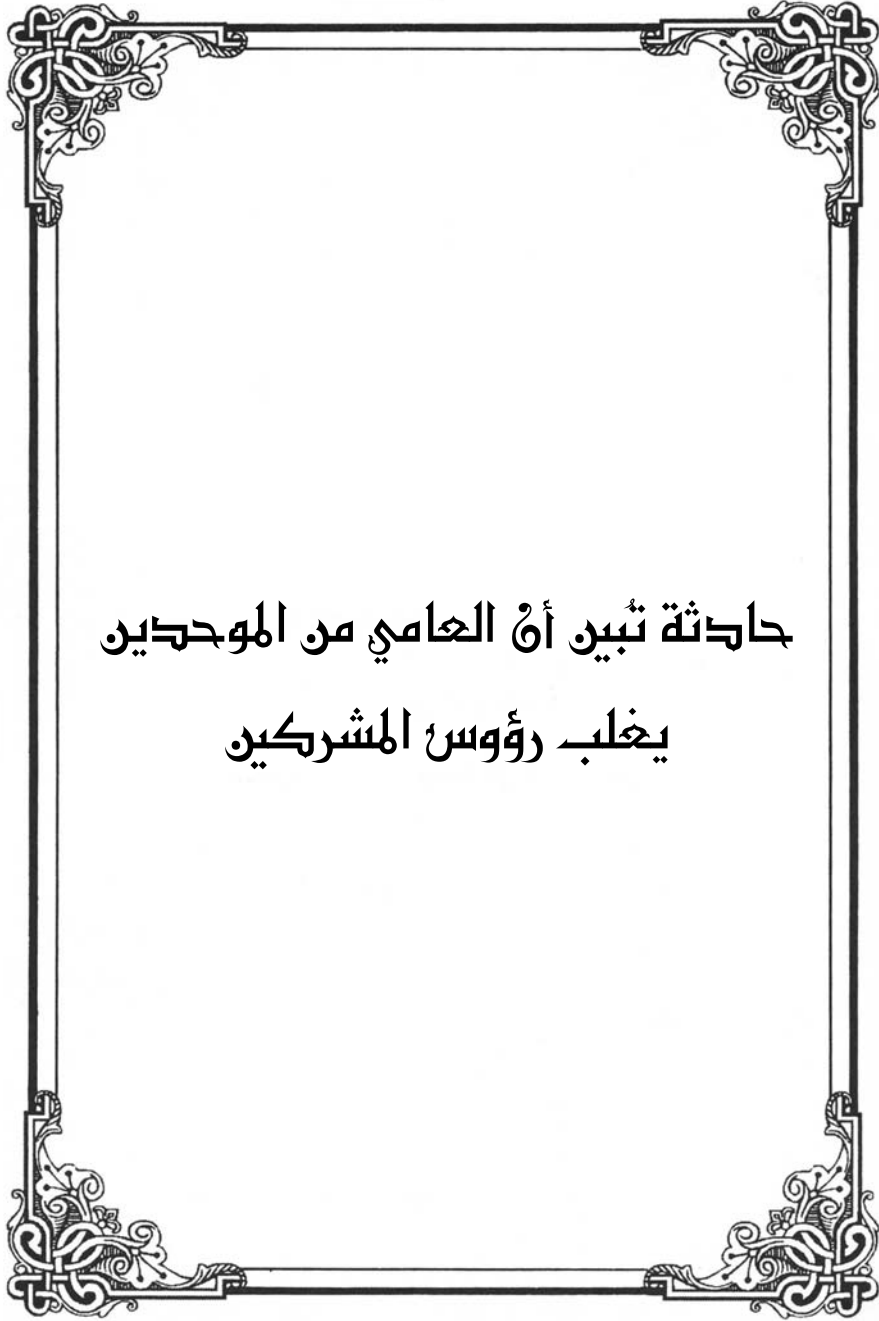 حادثة تُبين أن العامي من الموحدين
يغلب رؤوس المشركين